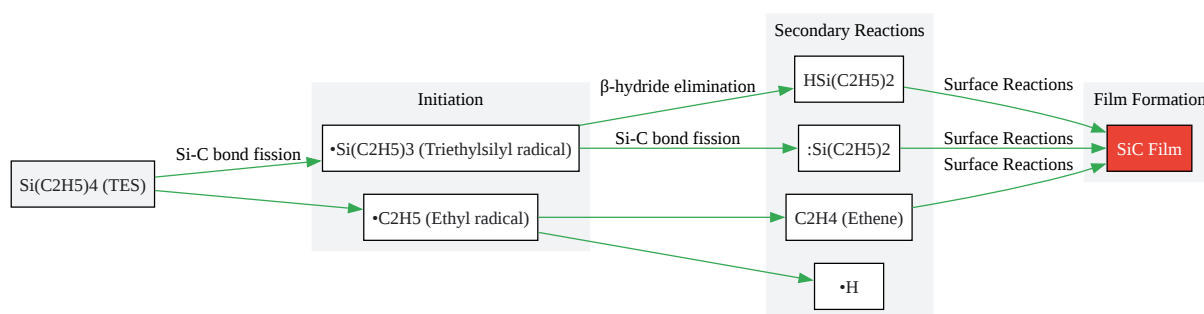 Secondary Reactions
HSi(C2H5)2
β-hydride elimination
Surface Reactions
Initiation
Film Formation
•Si(C2H5)3 (Triethylsilyl radical)
Si-C bond fission
:Si(C2H5)2
Surface Reactions
SiC Film
Si-C bond fission
Surface Reactions
Si(C2H5)4 (TES)
•C2H5 (Ethyl radical)
C2H4 (Ethene)
•H